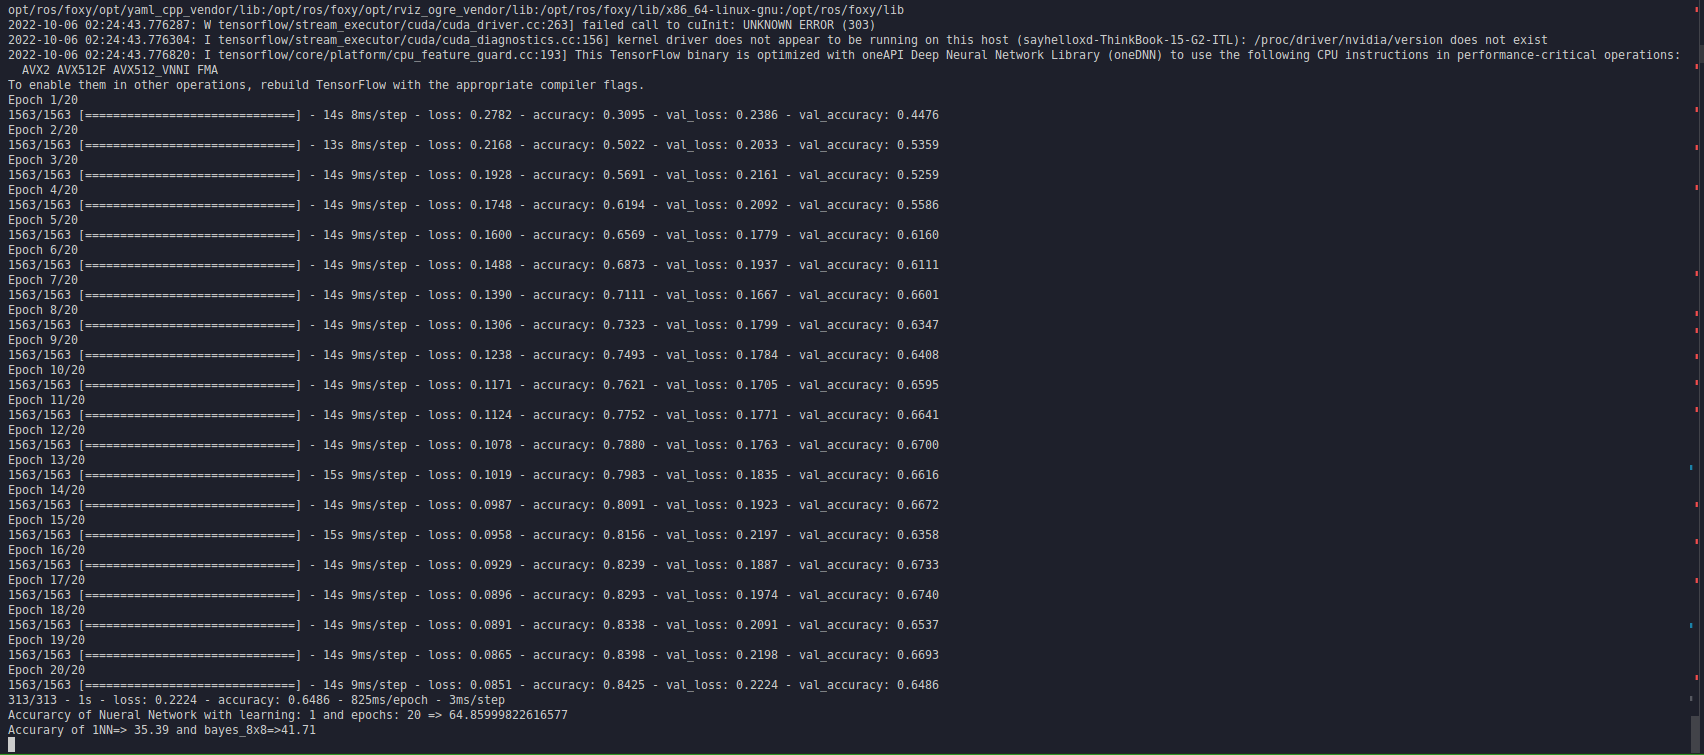 opt/ros/foxy/opt/yaml_cpp_vendor/lib:/opt/ros/foxy/opt/rviz_ogre_vendor/lib:/opt/ros/foxy/lib/x86_64-linux-gnu:/opt/ros/foxy/lib
2022-10-06 02:24:43.776287: W tensorflow/stream_executor/cuda/cuda_driver.cc:263] failed call to cuInit: UNKNOWN ERROR (303)
2022-10-06 02:24:43.776304: I tensorflow/stream_executor/cuda/cuda_diagnostics.cc:156] kernel driver does not appear to be running on this host (sayhelloxd-ThinkBook-15-G2-ITL): /proc/driver/nvidia/version does not exist
2022-10-06 02:24:43.776820: I tensorflow/core/platform/cpu_feature_guard.cc:193] This TensorFlow binary is optimized with oneAPI Deep Neural Network Library (oneDNN) to use the following CPU instructions in performance-critical operations:
  AVX2 AVX512F AVX512_VNNI FMA
To enable them in other operations, rebuild TensorFlow with the appropriate compiler flags.
Epoch 1/20
1563/1563 [==============================] - 14s 8ms/step - loss: 0.2782 - accuracy: 0.3095 - val_loss: 0.2386 - val_accuracy: 0.4476
Epoch 2/20
1563/1563 [==============================] - 13s 8ms/step - loss: 0.2168 - accuracy: 0.5022 - val_loss: 0.2033 - val_accuracy: 0.5359
Epoch 3/20
1563/1563 [==============================] - 14s 9ms/step - loss: 0.1928 - accuracy: 0.5691 - val_loss: 0.2161 - val_accuracy: 0.5259
Epoch 4/20
1563/1563 [==============================] - 14s 9ms/step - loss: 0.1748 - accuracy: 0.6194 - val_loss: 0.2092 - val_accuracy: 0.5586
Epoch 5/20
1563/1563 [==============================] - 14s 9ms/step - loss: 0.1600 - accuracy: 0.6569 - val_loss: 0.1779 - val_accuracy: 0.6160
Epoch 6/20
1563/1563 [==============================] - 14s 9ms/step - loss: 0.1488 - accuracy: 0.6873 - val_loss: 0.1937 - val_accuracy: 0.6111
Epoch 7/20
1563/1563 [==============================] - 14s 9ms/step - loss: 0.1390 - accuracy: 0.7111 - val_loss: 0.1667 - val_accuracy: 0.6601
Epoch 8/20
1563/1563 [==============================] - 14s 9ms/step - loss: 0.1306 - accuracy: 0.7323 - val_loss: 0.1799 - val_accuracy: 0.6347
Epoch 9/20
1563/1563 [==============================] - 14s 9ms/step - loss: 0.1238 - accuracy: 0.7493 - val_loss: 0.1784 - val_accuracy: 0.6408
Epoch 10/20
1563/1563 [==============================] - 14s 9ms/step - loss: 0.1171 - accuracy: 0.7621 - val_loss: 0.1705 - val_accuracy: 0.6595
Epoch 11/20
1563/1563 [==============================] - 14s 9ms/step - loss: 0.1124 - accuracy: 0.7752 - val_loss: 0.1771 - val_accuracy: 0.6641
Epoch 12/20
1563/1563 [==============================] - 14s 9ms/step - loss: 0.1078 - accuracy: 0.7880 - val_loss: 0.1763 - val_accuracy: 0.6700
Epoch 13/20
1563/1563 [==============================] - 15s 9ms/step - loss: 0.1019 - accuracy: 0.7983 - val_loss: 0.1835 - val_accuracy: 0.6616
Epoch 14/20
1563/1563 [==============================] - 14s 9ms/step - loss: 0.0987 - accuracy: 0.8091 - val_loss: 0.1923 - val_accuracy: 0.6672
Epoch 15/20
1563/1563 [==============================] - 15s 9ms/step - loss: 0.0958 - accuracy: 0.8156 - val_loss: 0.2197 - val_accuracy: 0.6358
Epoch 16/20
1563/1563 [==============================] - 14s 9ms/step - loss: 0.0929 - accuracy: 0.8239 - val_loss: 0.1887 - val_accuracy: 0.6733
Epoch 17/20
1563/1563 [==============================] - 14s 9ms/step - loss: 0.0896 - accuracy: 0.8293 - val_loss: 0.1974 - val_accuracy: 0.6740
Epoch 18/20
1563/1563 [==============================] - 14s 9ms/step - loss: 0.0891 - accuracy: 0.8338 - val_loss: 0.2091 - val_accuracy: 0.6537
Epoch 19/20
1563/1563 [==============================] - 14s 9ms/step - loss: 0.0865 - accuracy: 0.8398 - val_loss: 0.2198 - val_accuracy: 0.6693
Epoch 20/20
1563/1563 [==============================] - 14s 9ms/step - loss: 0.0851 - accuracy: 0.8425 - val_loss: 0.2224 - val_accuracy: 0.6486
313/313 - 1s - loss: 0.2224 - accuracy: 0.6486 - 825ms/epoch - 3ms/step
Accurarcy of Nueral Network with learning: 1 and epochs: 20 => 64.85999822616577
Accurary of 1NN=> 35.39 and bayes_8x8=>41.71